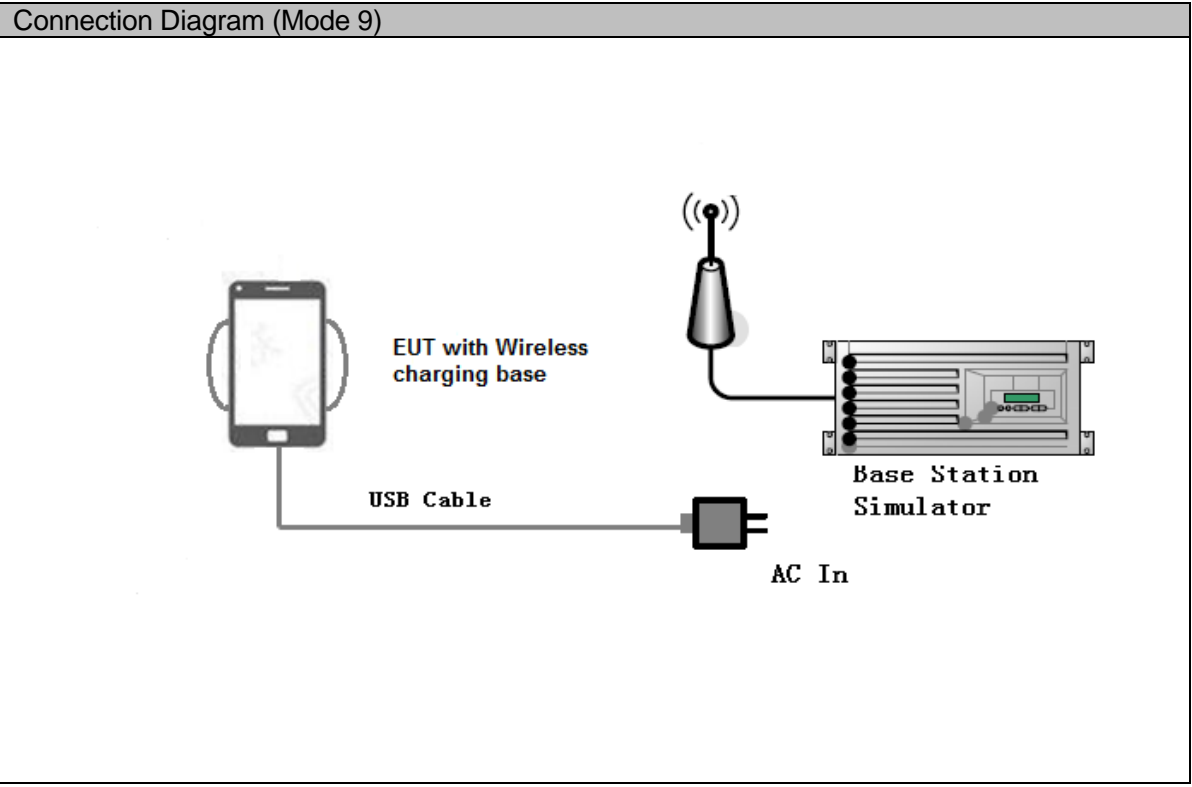 Connection Diagram (Mode 9)
EUT with Wireless
charging base
Base Station
Simulator
USB Cable
AC In